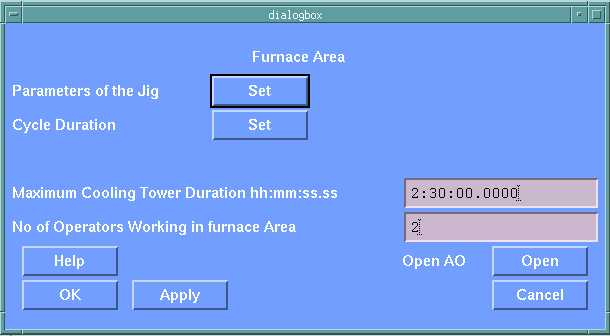 dialogbox
Furnace Area
Parameters of the Jig Set
Cycle Duration Set
Maximum Cooling Tower Duration hh:mm:ss.ss 2:30:00.0000
No of Operators Working in furnace Area 2
Help Open AO Open
OK Apply Cancel